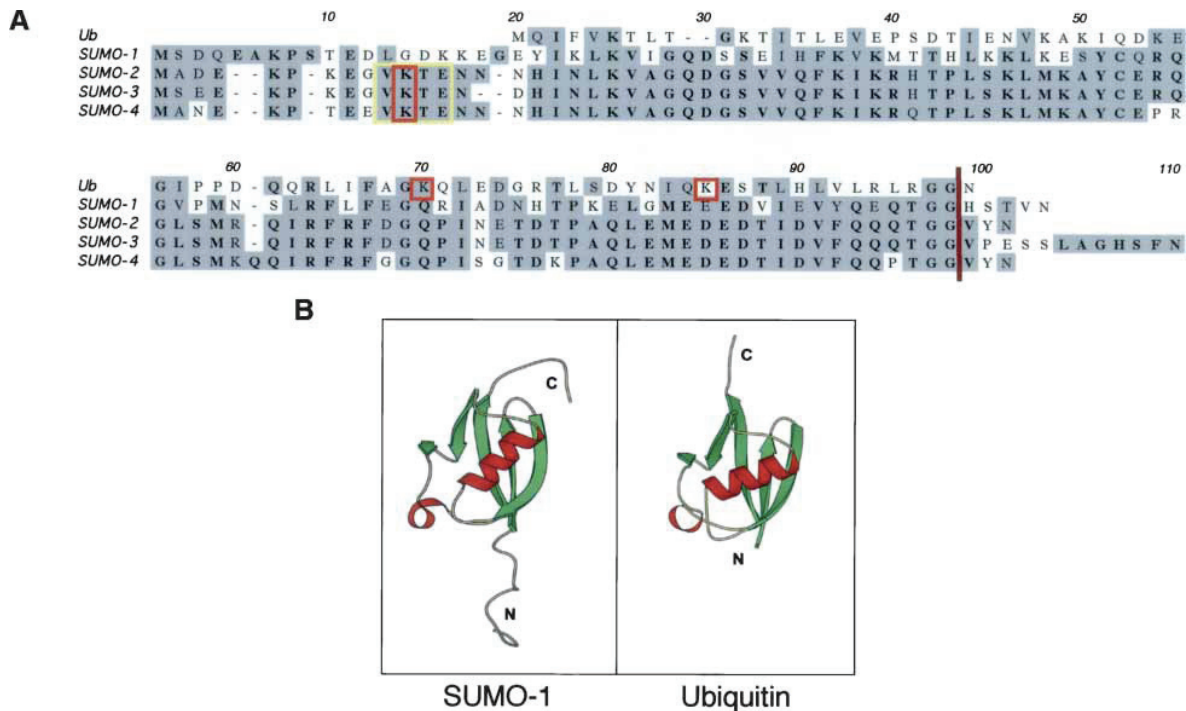 A
10 20 30 40 50
Ub M Q I F V K T L T - - G K T I T L E V E P S D T I E N V K A K I Q D K E
SUMO-1 M S D Q E A K P S T E D L G D K K E G E Y I K L K V I G Q D S S E I H F K V K M T T H L K K L K E S Y C Q R Q
SUMO-2 M A D E - - K P - K E G V K T E N N - N H I N L K V A G Q D G S V V Q F K I K R H T P L S K L M K A Y C E R Q
SUMO-3 M S E E - - K P - K E G V K T E N - - D H I N L K V A G Q D G S V V Q F K I K R H T P L S K L M K A Y C E R Q
SUMO-4 M A N E - - K P - T E E V K T E N N - N H I N L K V A G Q D G S V V Q F K I K R Q T P L S K L M K A Y C E P R
60 70 80 90 100 110
Ub G I P P D - Q Q R L I F A G K Q L E D G R T L S D Y N I Q K E S T L H L V L R L R G G N
SUMO-1 G V P M N - S L R F L F E G Q R I A D N H T P K E L G M E E E D V I E V Y Q E Q T G G H S T V N
SUMO-2 G L S M R - Q I R F R F D G Q P I N E T D T P A Q L E M E D E D T I D V F Q Q Q T G G V Y N
SUMO-3 G L S M R - Q I R F R F D G Q P I N E T D T P A Q L E M E D E D T I D V F Q Q Q T G G V P E S S L A G H S F N
SUMO-4 G L S M K Q Q I R F R F G G Q P I S G T D K P A Q L E M E D E D T I D V F Q Q P T G G V Y N
B
C C
N N
SUMO-1 Ubiquitin